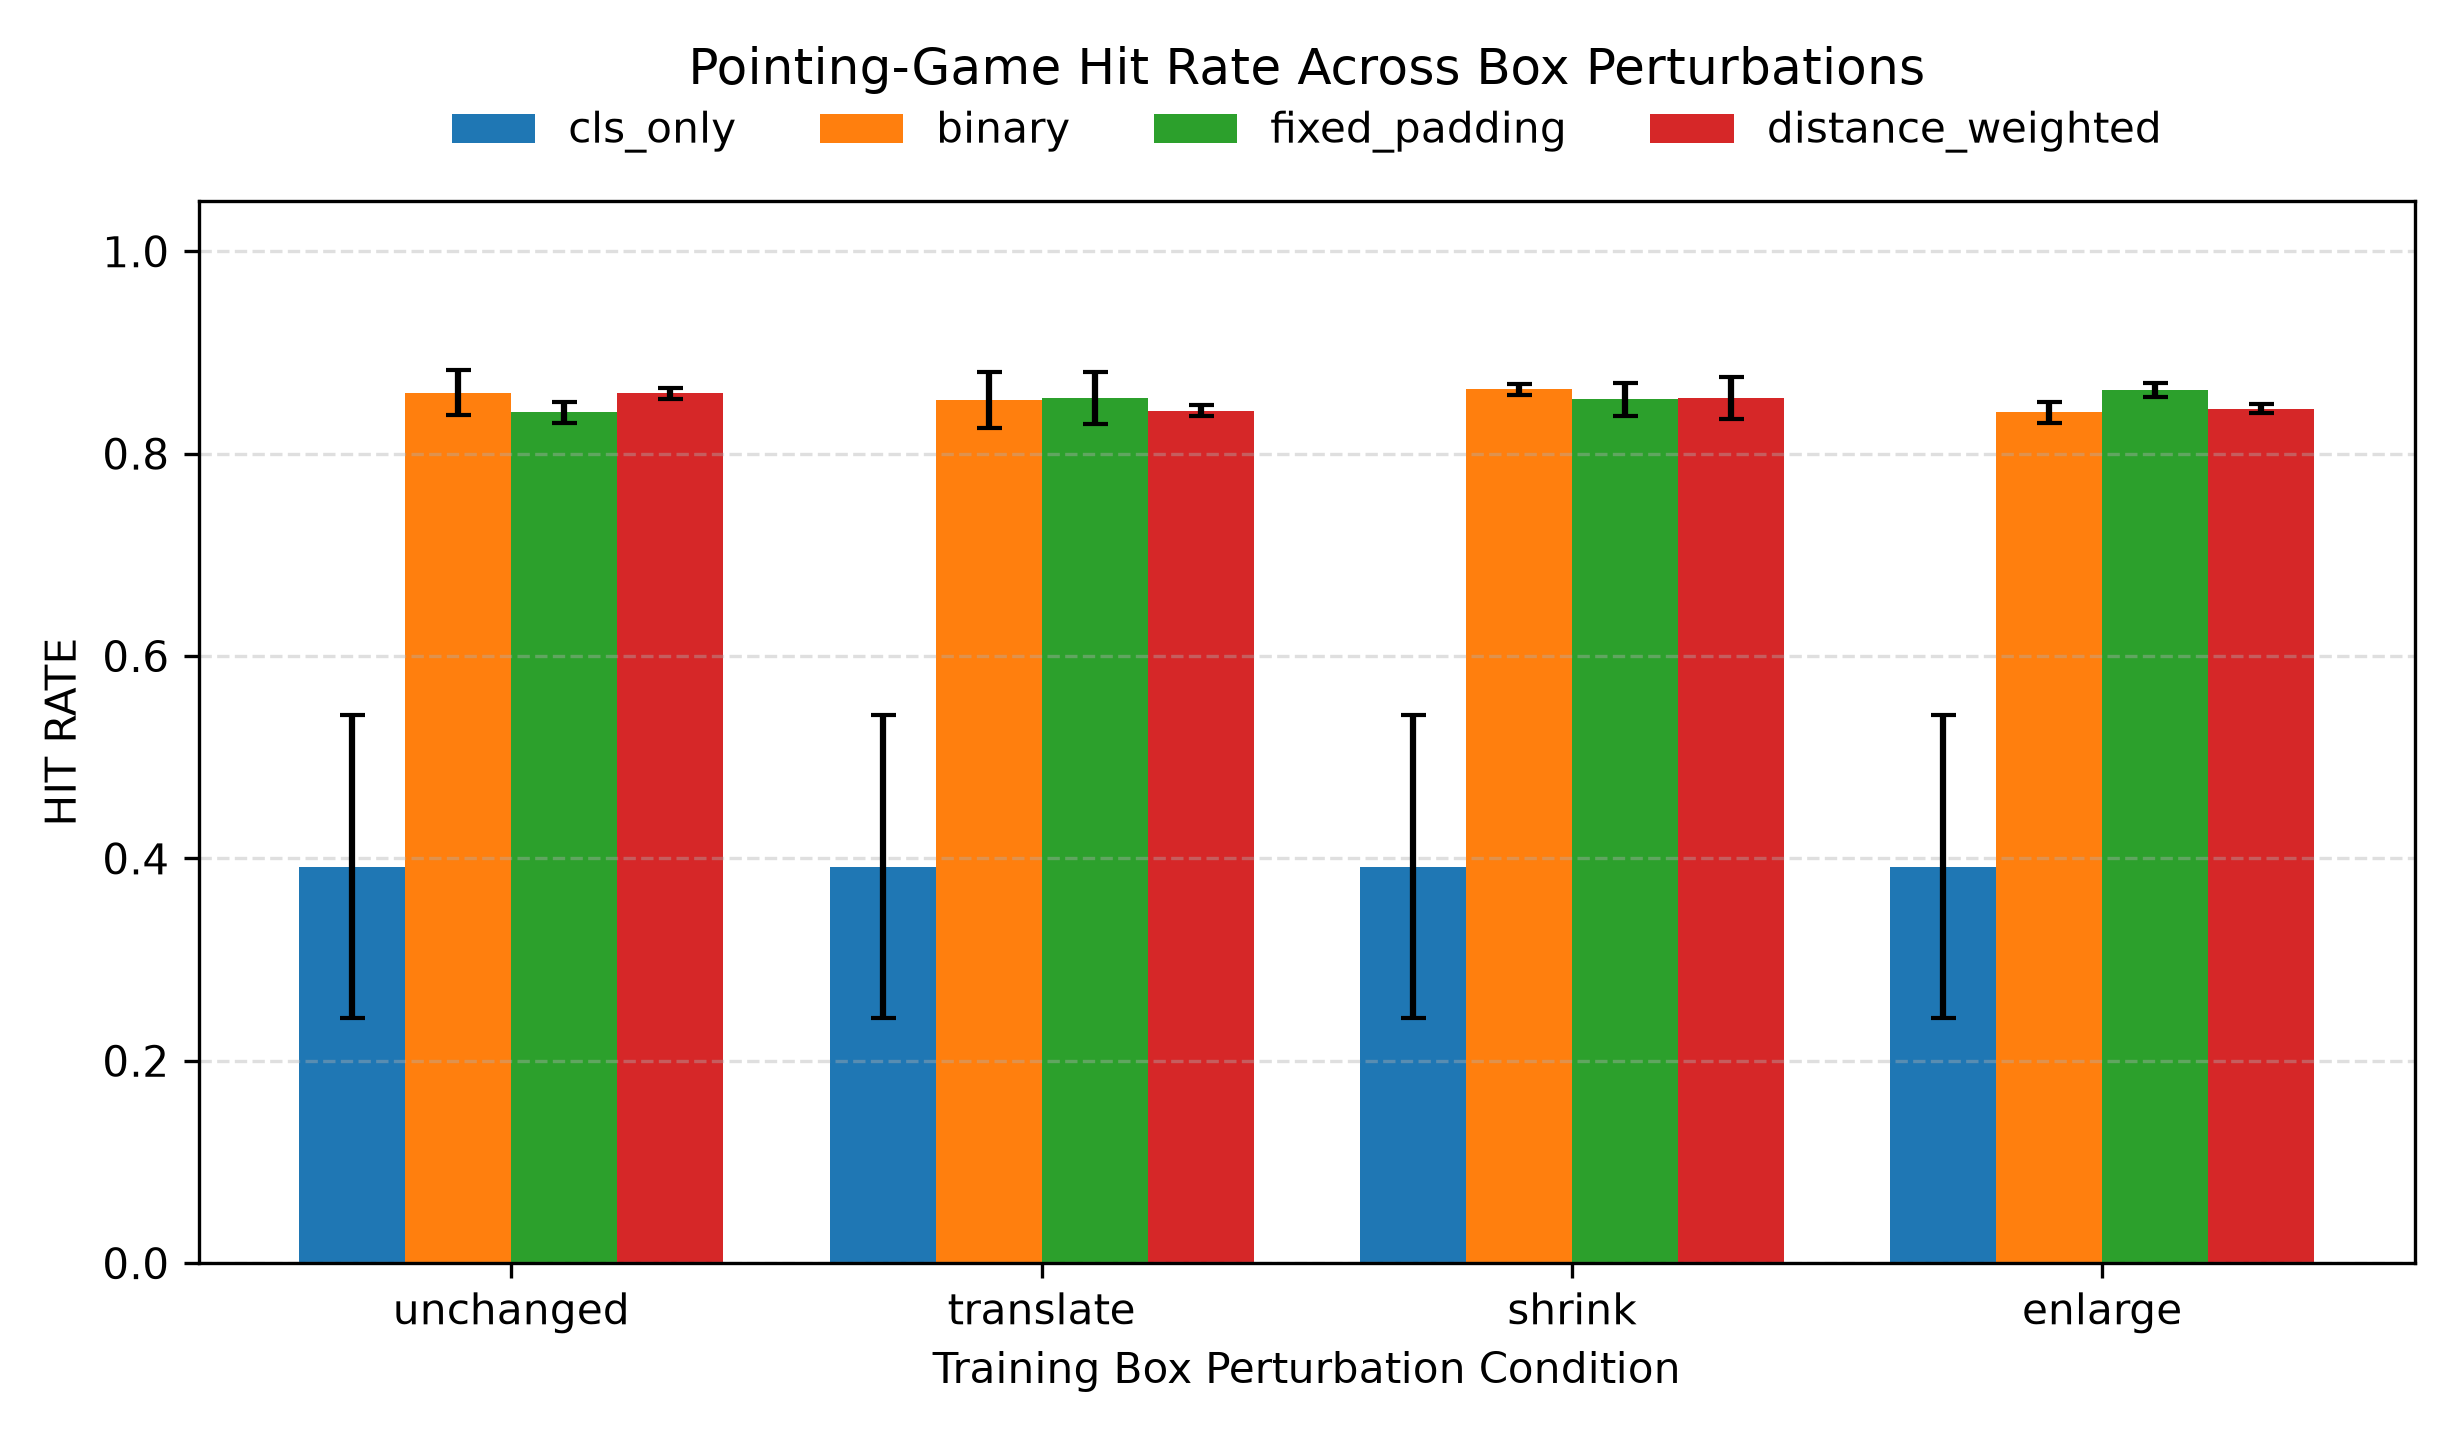 Pointing-Game Hit Rate Across Box Perturbations
cls_only binary fixed_padding distance_weighted
HIT RATE
1.0
0.8
0.6
0.4
0.2
0.0
unchanged translate shrink enlarge
Training Box Perturbation Condition